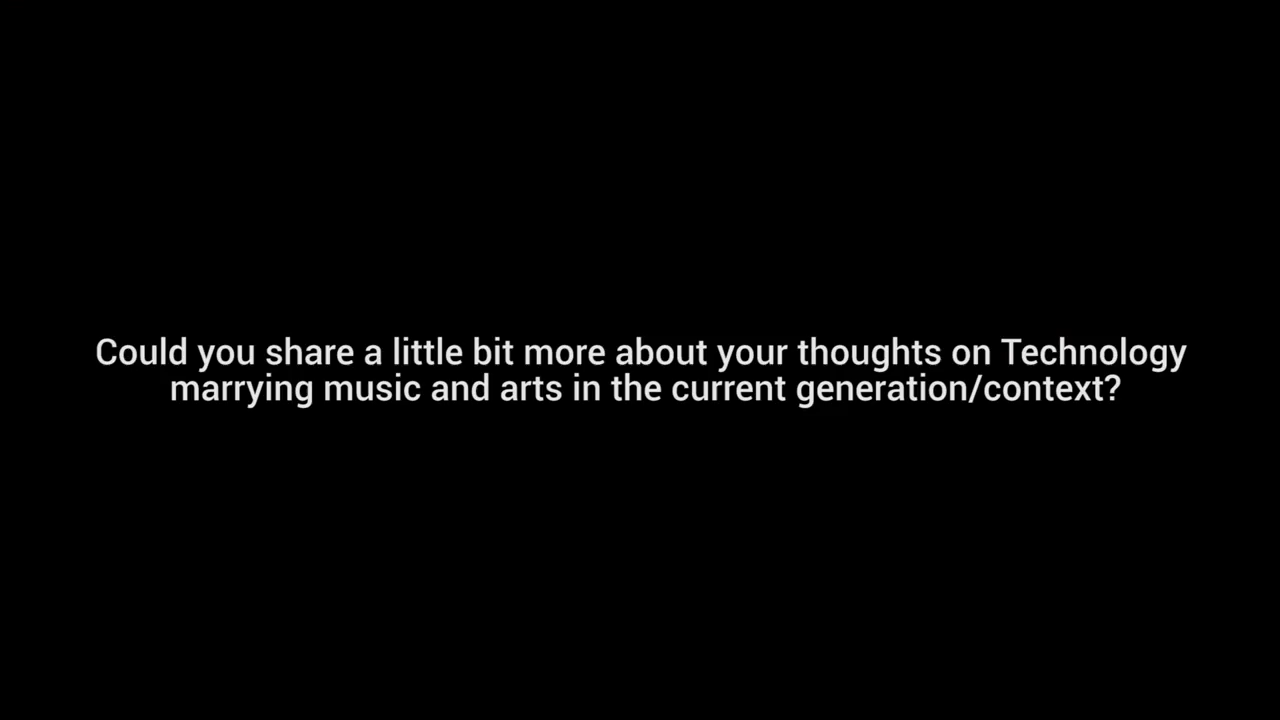 Could you share a little bit more about your thoughts on Technology
marrying music and arts in the current generation/context?